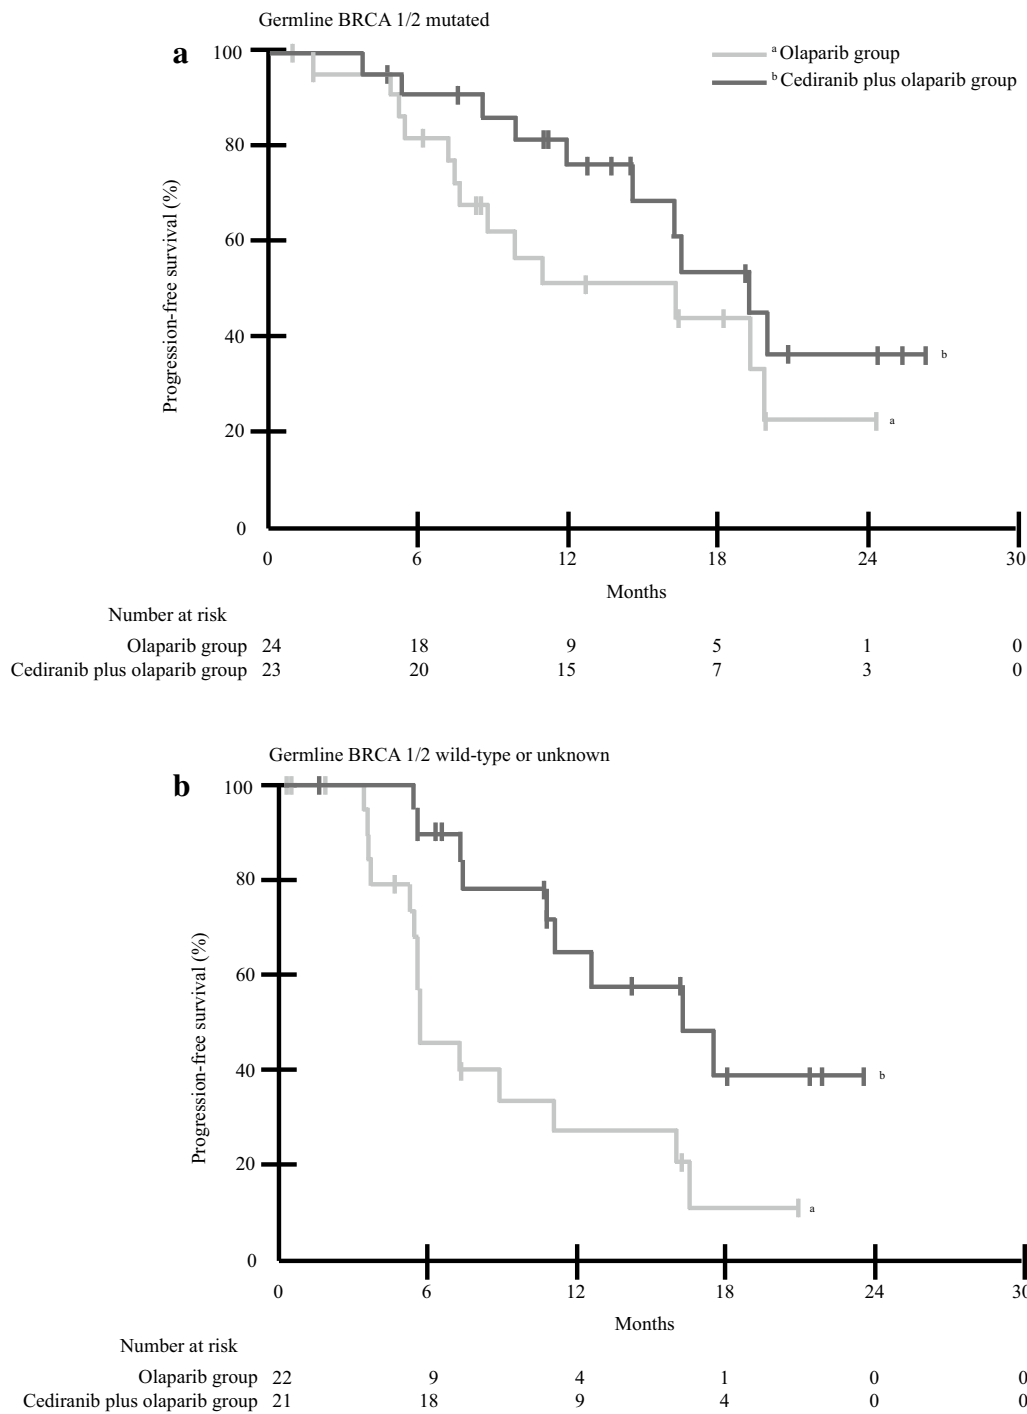 Germline BRCA 1/2 mutated
a
a Olaparib group
b Cediranib plus olaparib group
100
80
60
40
20
0
Progression-free survival (%)
b
a
0 6 12 18 24 30
Months
Number at risk
Olaparib group 24 18 9 5 1 0
Cediranib plus olaparib group 23 20 15 7 3 0
Germline BRCA 1/2 wild-type or unknown
b
100
80
60
40
20
0
Progression-free survival (%)
b
a
0 6 12 18 24 30
Months
Number at risk
Olaparib group 22 9 4 1 0 0
Cediranib plus olaparib group 21 18 9 4 0 0